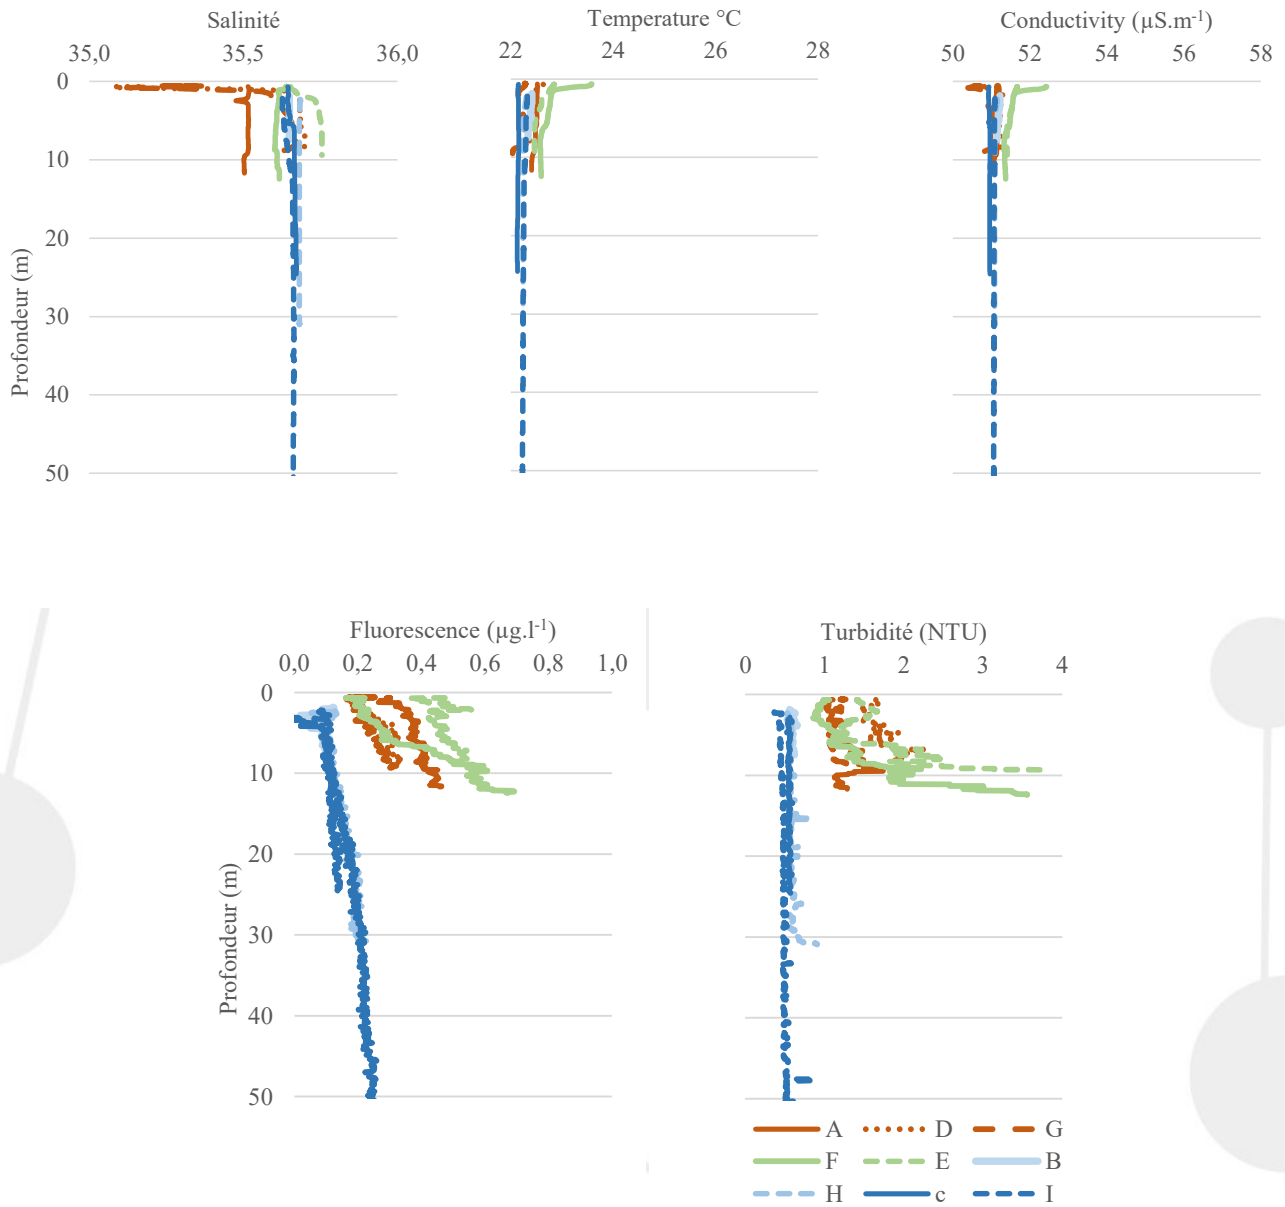 Salinité
35,0 35,5 36,0
0
10
20
30
40
50
Profondeur (m)
Temperature °C
22 24 26 28
Conductivity (µS.m-1)
50 52 54 56 58
Fluorescence (µg.l-1)
0,0 0,2 0,4 0,6 0,8 1,0
0
10
20
30
40
50
Profondeur (m)
Turbidité (NTU)
0 1 2 3 4
A D G
F E B
H c I